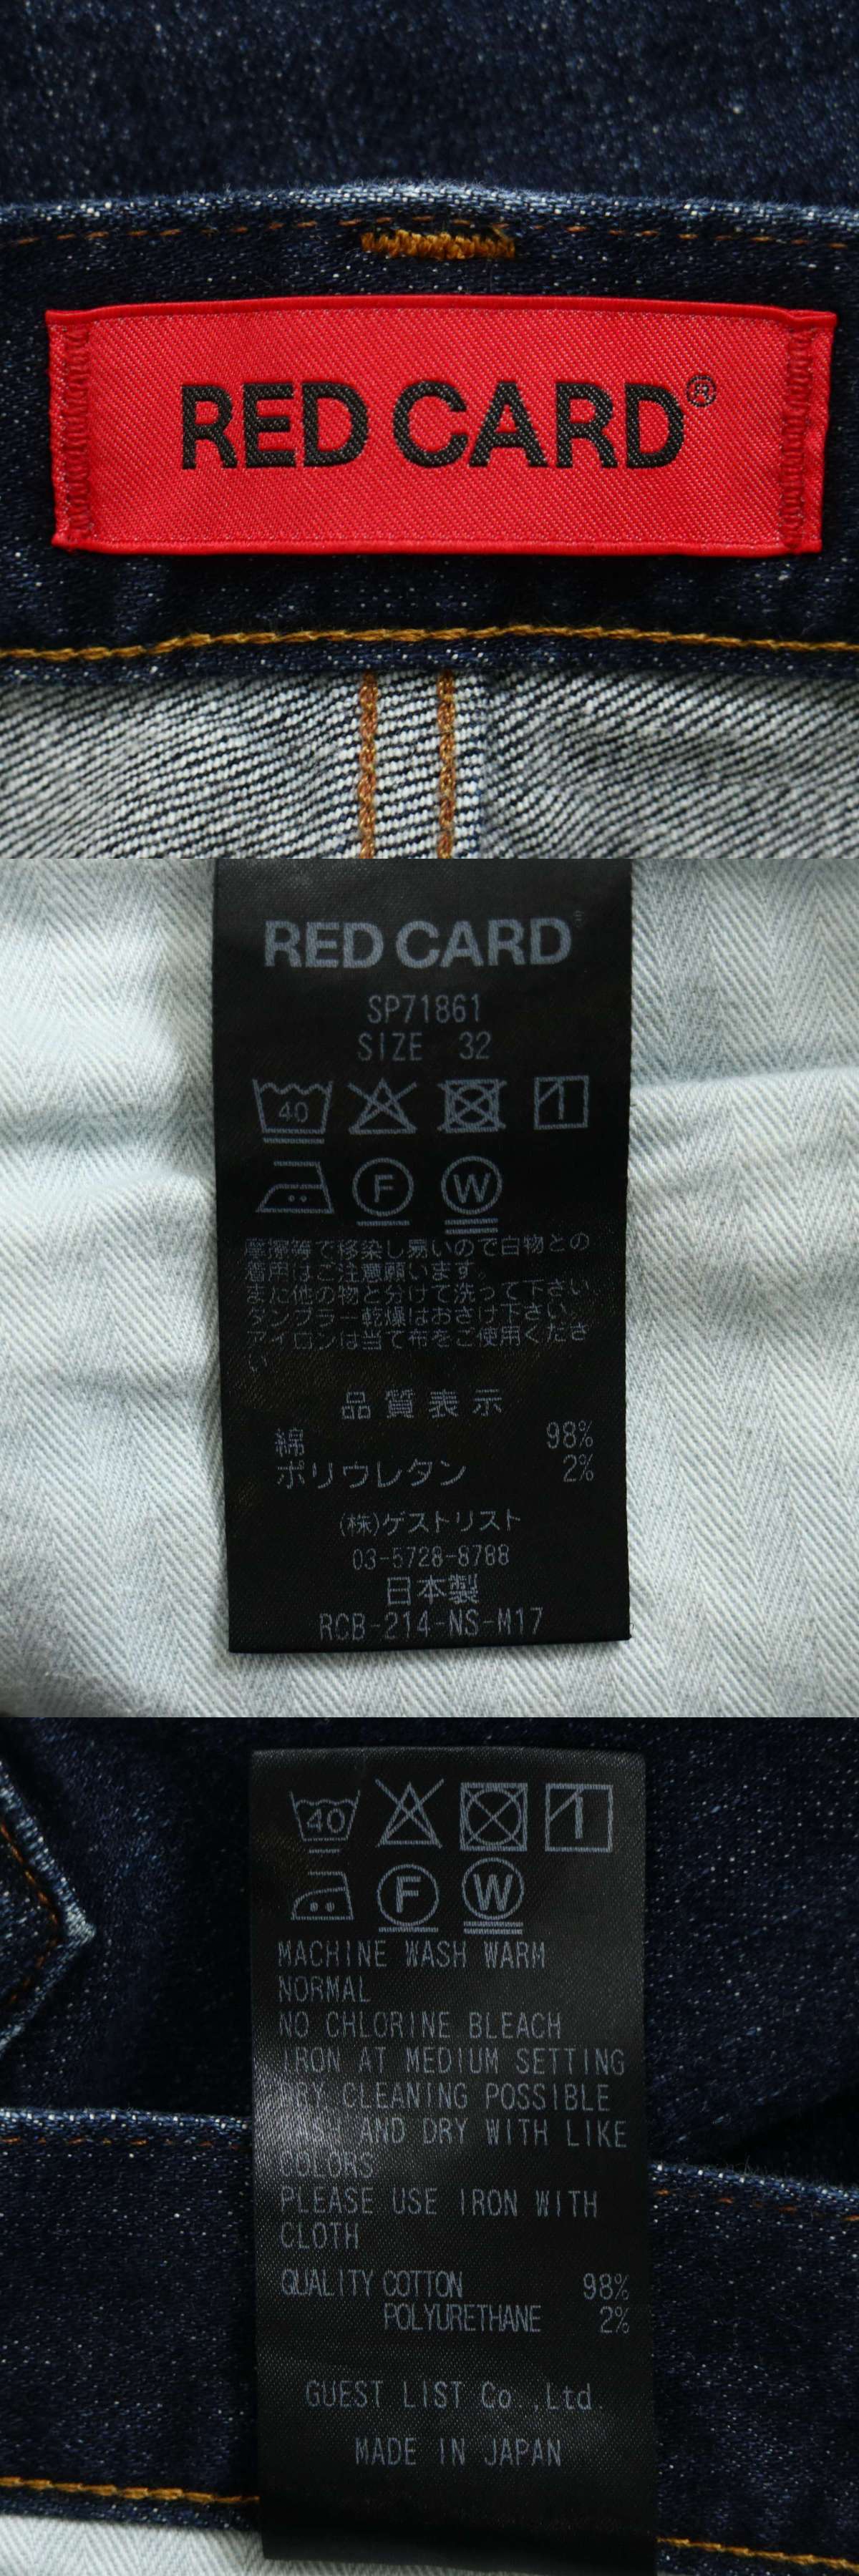 RED CARD®
RED CARD®
SP71861
SIZE 32
40
F W
摩擦等で移染し易いので白物との
着用はご注意願います。
また他の物と分けて洗って下さい
タンブラー乾燥はおさけ下さい。
アイロンは当て布をご使用くださ
い
品質表示
綿 98%
ポリウレタン 2%
(株)ゲストリスト
03-5728-8788
日本製
RCB-214-NS-M17
40
F W
MACHINE WASH WARM
NORMAL
NO CHLORINE BLEACH
IRON AT MEDIUM SETTING
DRY CLEANING POSSIBLE
WASH AND DRY WITH LIKE
COLORS
PLEASE USE IRON WITH
CLOTH
QUALITY COTTON 98%
POLYURETHANE 2%
GUEST LIST Co.,Ltd.
MADE IN JAPAN